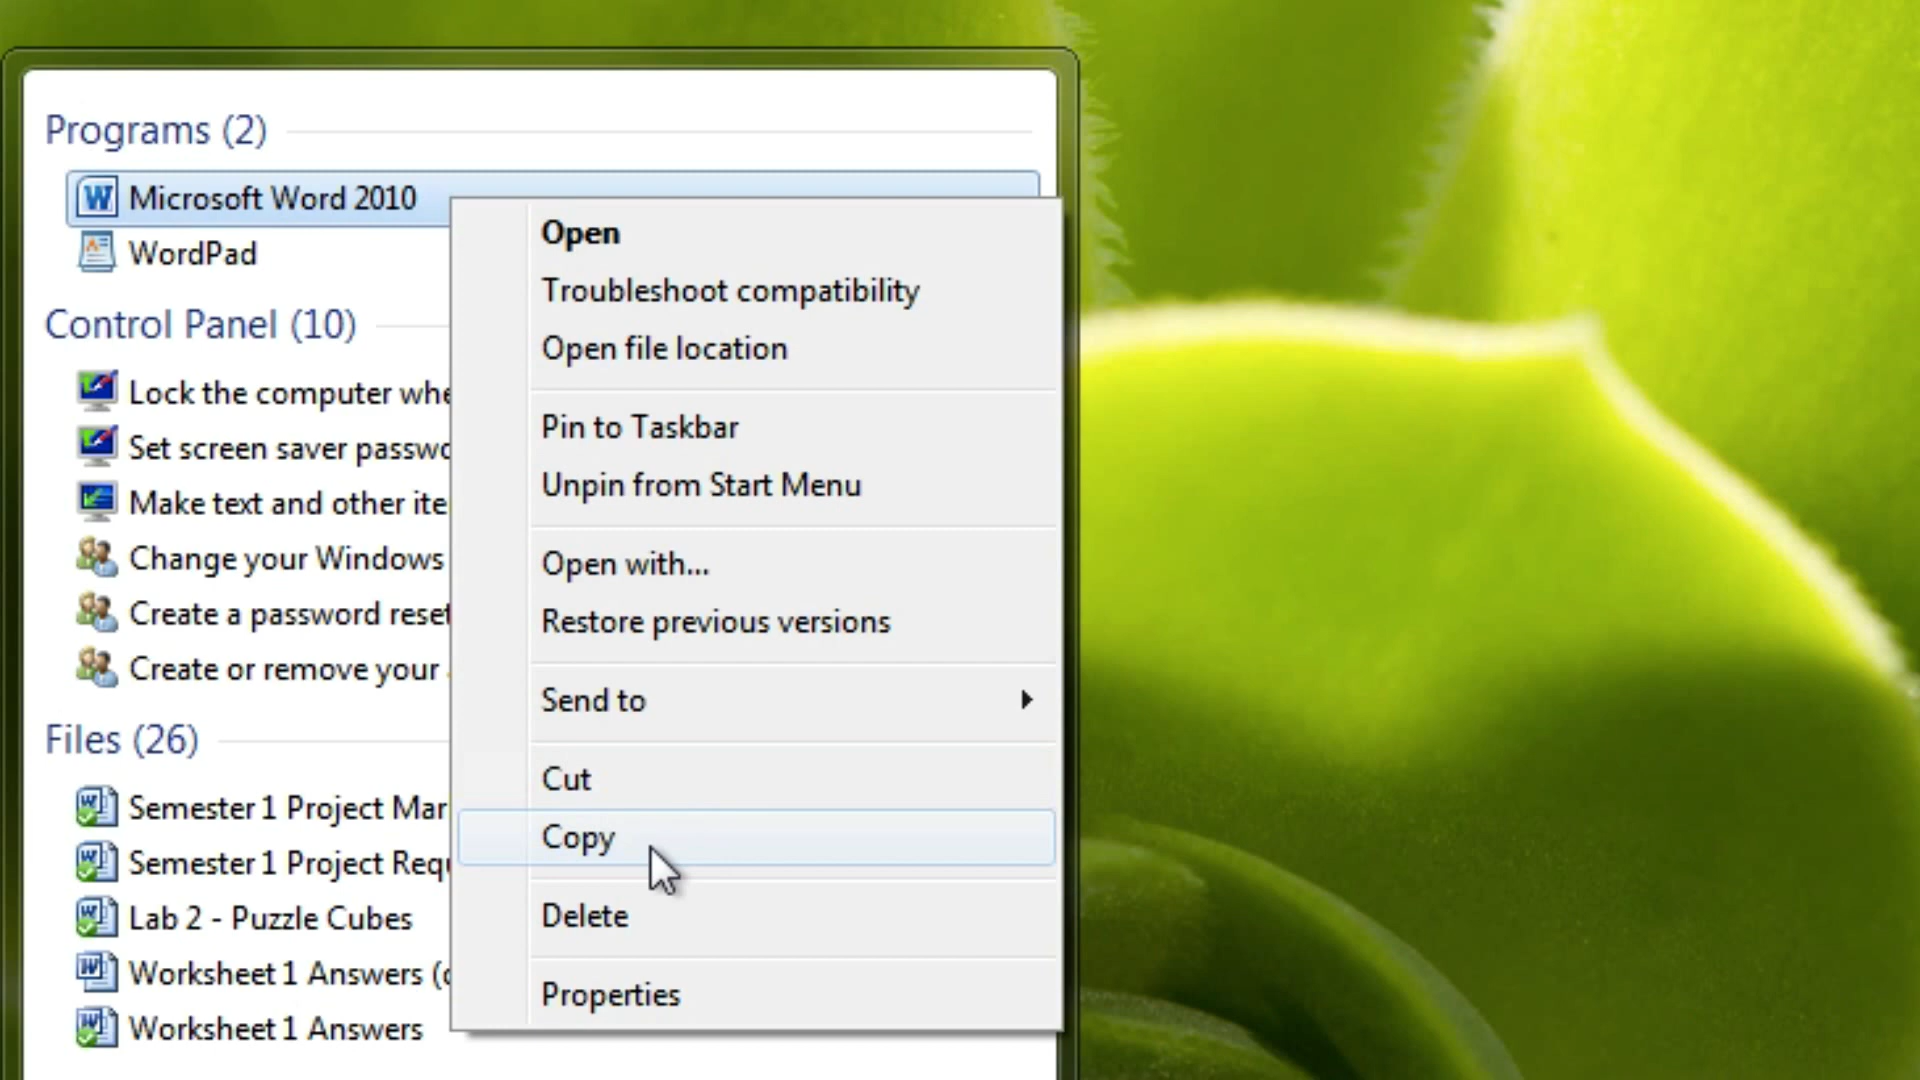 Programs (2)
Microsoft Word 2010
WordPad
Control Panel (10)
Lock the computer whe
Set screen saver passwo
Make text and other ite
Change your Windows
Create a password reset
Create or remove your
Files (26)
Semester 1 Project Mar
Semester 1 Project Requ
Lab 2 - Puzzle Cubes
Worksheet 1 Answers (c
Worksheet 1 Answers
Open
Troubleshoot compatibility
Open file location
Pin to Taskbar
Unpin from Start Menu
Open with...
Restore previous versions
Send to
Cut
Copy
Delete
Properties